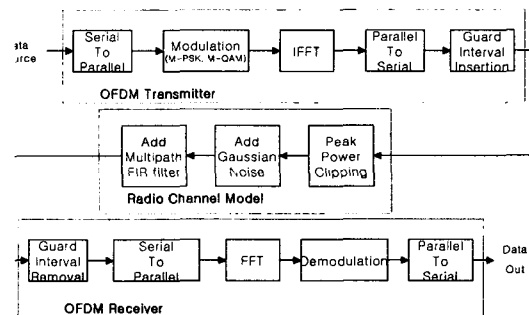 Serial
To
Parallel
Modulation
(M-PSK, M-QAM)
IFFT
Parallel
To
Serial
Guard
Interval
Insertion
OFDM Transmitter
Add
Multipath
FIR filter
Add
Gaussian
Noise
Peak
Power
Clipping
Radio Channel Model
Guard
Interval
Removal
Serial
To
Parallel
FFT
Demodulation
Parallel
To
Serial
Data
Out
OFDM Receiver